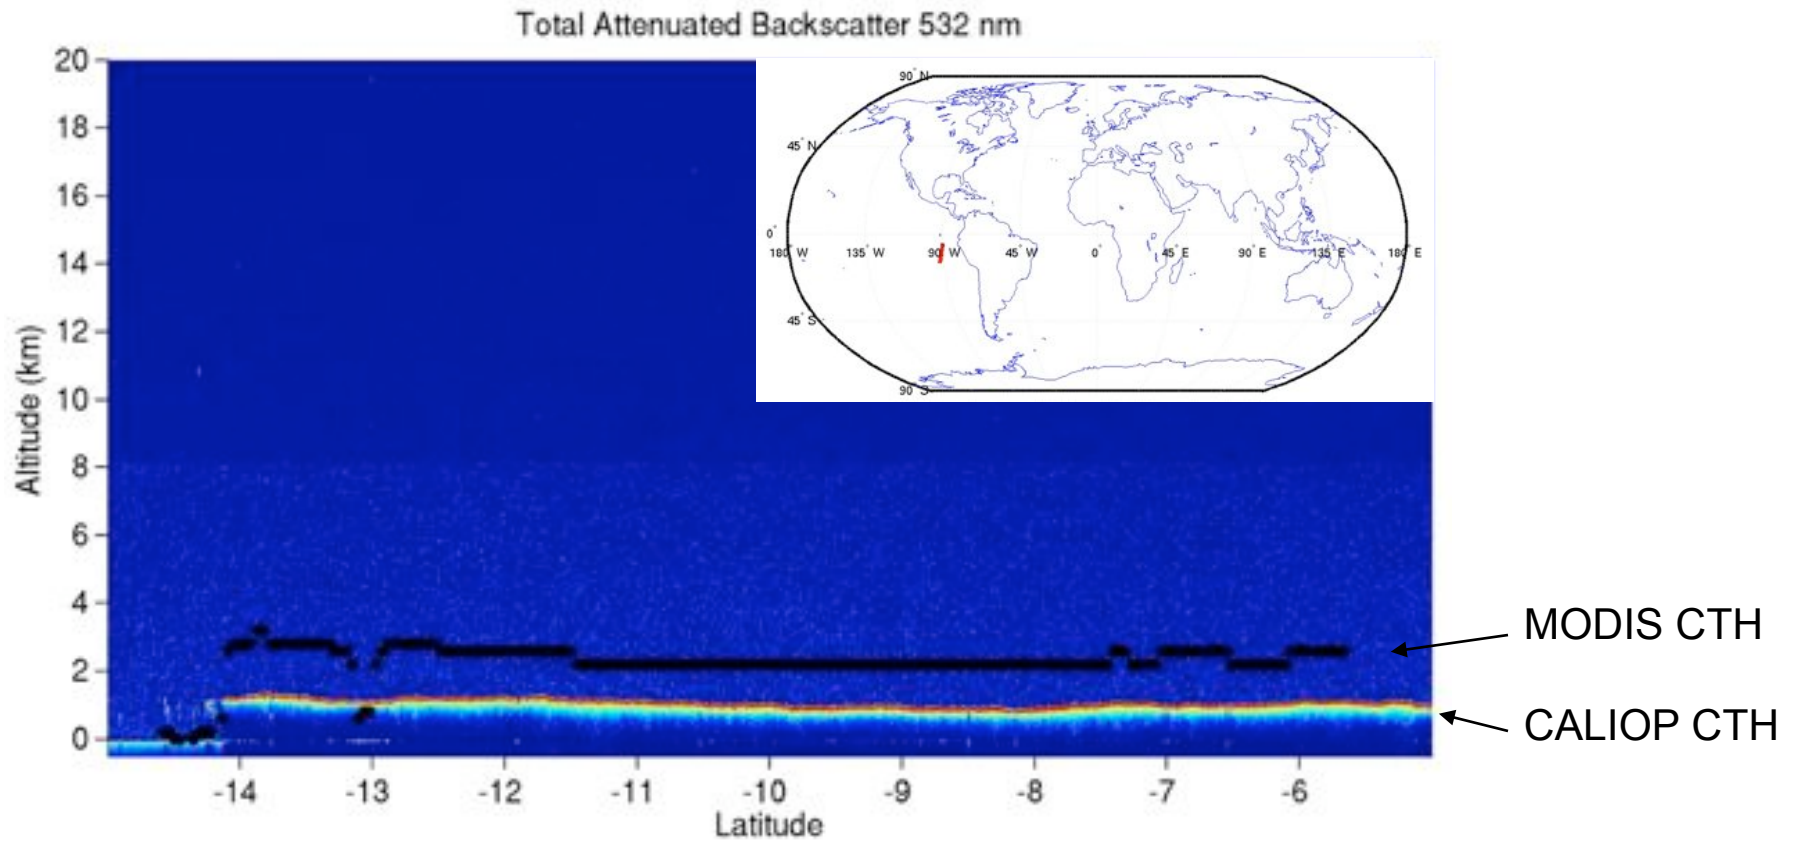 Total Attenuated Backscatter 532 nm
20
18
16
14
12
10
8
6
4
2
0
Altitude (km)
90° N
45° N
0°
180° W
135° W
90° W
45° W
0°
45° E
90° E
135° E
180° E
45° S
90° S
MODIS CTH
CALIOP CTH
-14
-13
-12
-11
-10
-9
-8
-7
-6
Latitude